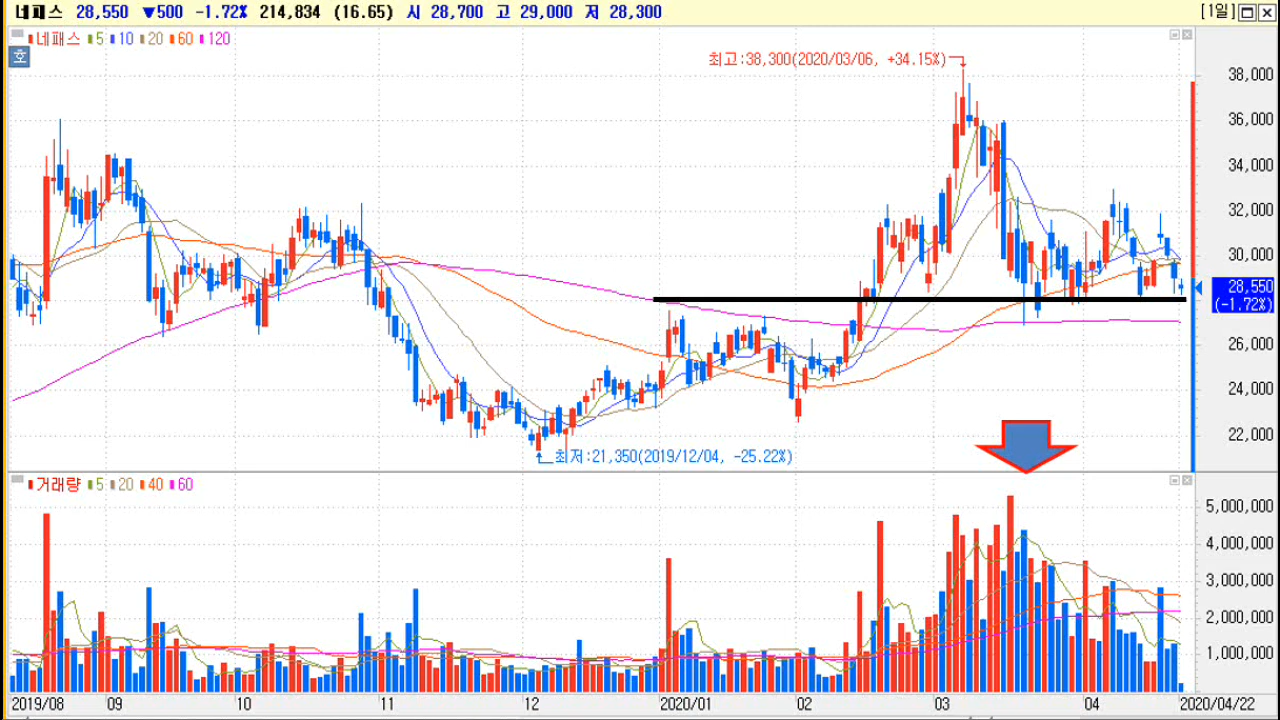 네패스 28,550 ▼500 -1.72% 214,834 (16.65) 시 28,700 고 29,000 저 28,300 [1일]
네패스 5 10 20 60 120
호
최고:38,300(2020/03/06, +34.15%)
38,000
36,000
34,000
32,000
30,000
28,550
(-1.72%)
26,000
24,000
22,000
최저:21,350(2019/12/04, -25.22%)
거래량 5 20 40 60
5,000,000
4,000,000
3,000,000
2,000,000
1,000,000
2019/08 09 10 11 12 2020/01 02 03 04 2020/04/22